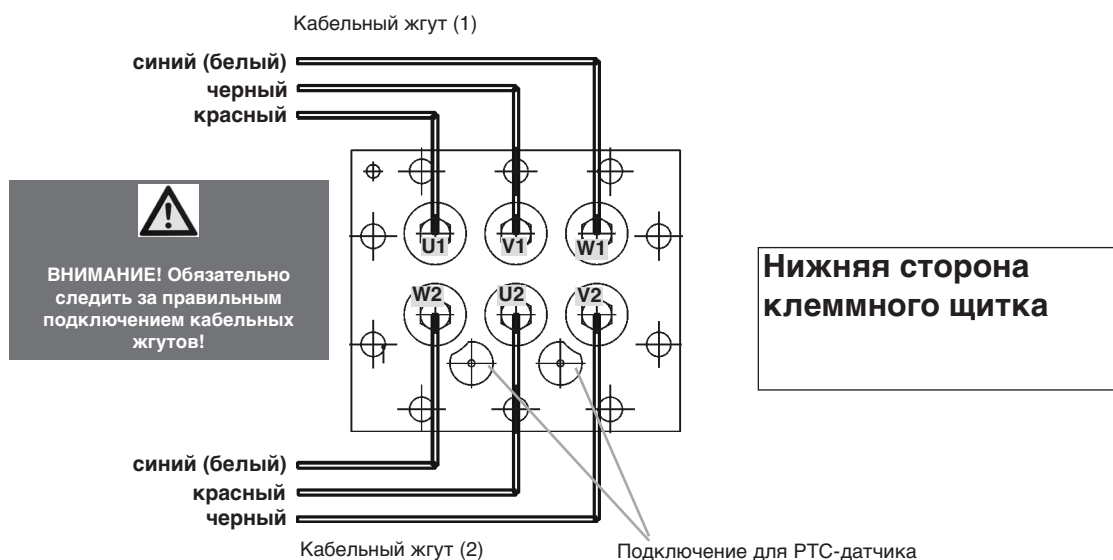 Кабельный жгут (1)
синий (белый)
черный
красный
ВНИМАНИЕ! Обязательно
следить за правильным
подключением кабельных
жгутов!
U1 V1 W1
W2 U2 V2
Нижняя сторона
клеммного щитка
синий (белый)
красный
черный
Кабельный жгут (2)
Подключение для PTC-датчика